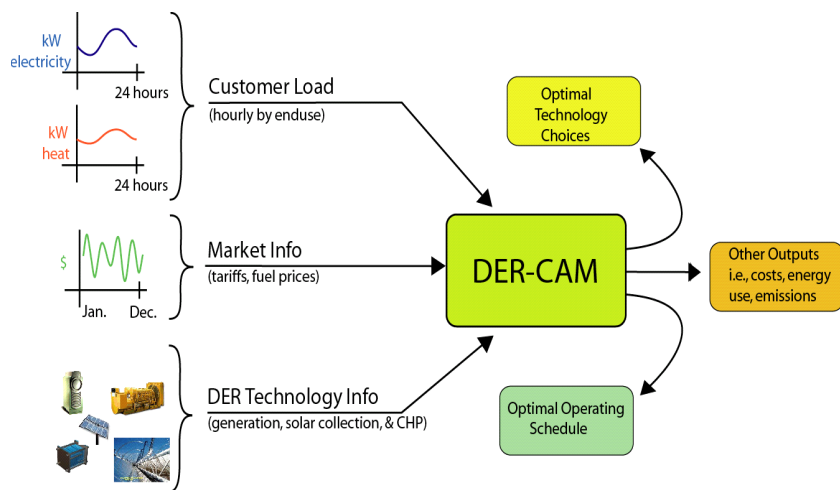 kW
electricity
24 hours
kW
heat
24 hours
Customer Load
(hourly by enduse)
$
Jan.
Dec.
Market Info
(tariffs, fuel prices)
DER Technology Info
(generation, solar collection, & CHP)
DER-CAM
Optimal
Technology
Choices
Other Outputs
i.e., costs, energy
use, emissions
Optimal Operating
Schedule